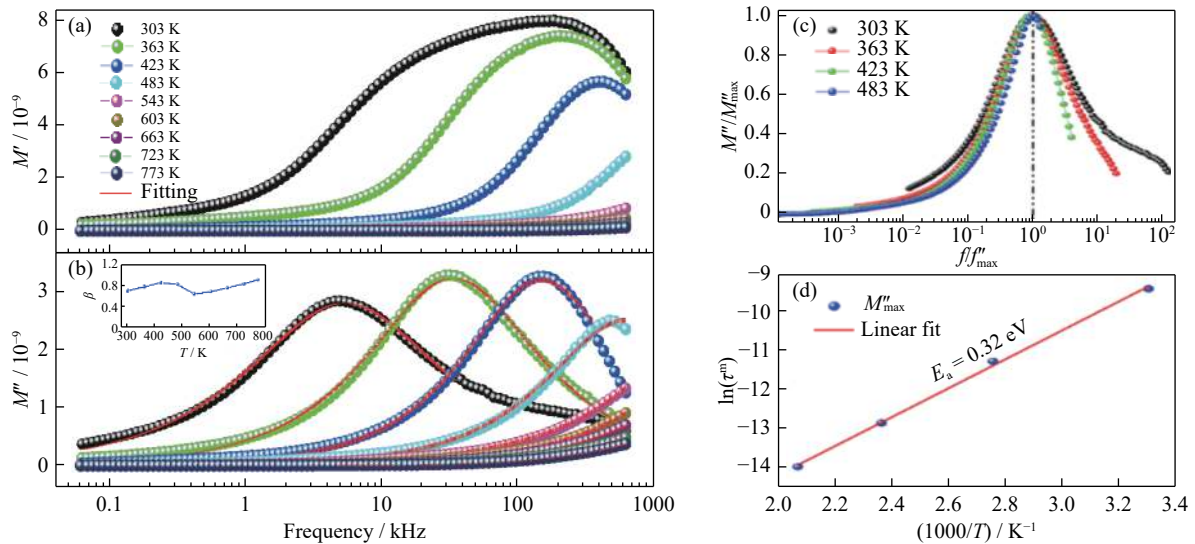 (a)
303 K
363 K
423 K
483 K
543 K
603 K
663 K
723 K
773 K
Fitting
M′ / 10⁻⁹
8
6
4
2
0
(b)
β
1.2
0.8
0.4
0
300 400 500 600 700 800
T / K
M″ / 10⁻⁹
3
2
1
0
0.1 1 10 100 1000
Frequency / kHz
(c)
303 K
363 K
423 K
483 K
M″/M″max
1.0
0.8
0.6
0.4
0.2
0
10⁻³ 10⁻² 10⁻¹ 10⁰ 10¹ 10²
f/f″max
(d)
M″max
Linear fit
Eₐ = 0.32 eV
ln(τᵐ)
−9
−10
−11
−12
−13
−14
2.0 2.2 2.4 2.6 2.8 3.0 3.2 3.4
(1000/T) / K⁻¹